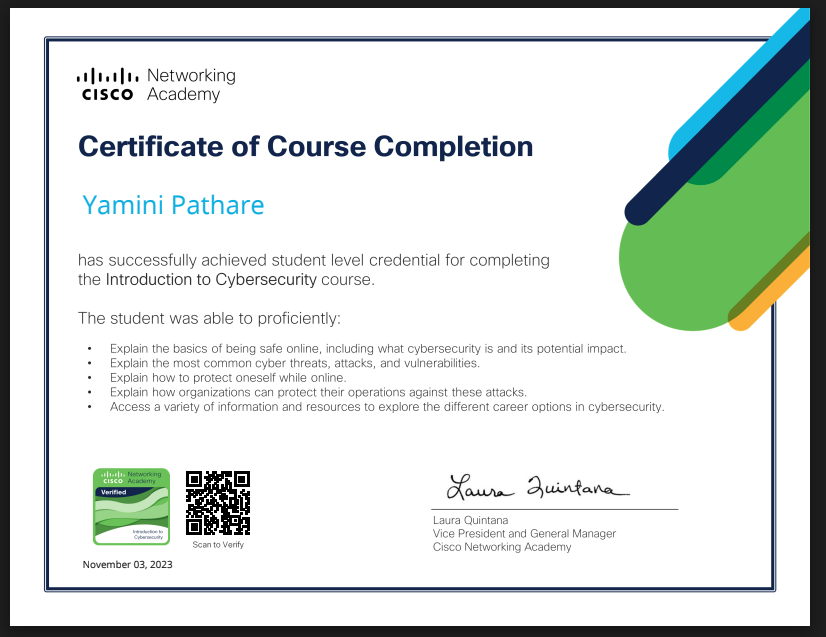 Networking
CISCO Academy
Certificate of Course Completion
Yamini Pathare
has successfully achieved student level credential for completing
the Introduction to Cybersecurity course.
The student was able to proficiently:
• Explain the basics of being safe online, including what cybersecurity is and its potential impact.
• Explain the most common cyber threats, attacks, and vulnerabilities.
• Explain how to protect oneself while online.
• Explain how organizations can protect their operations against these attacks.
• Access a variety of information and resources to explore the different career options in cybersecurity.
Networking
CISCO Academy
Verified
Introduction to
Cybersecurity
Scan to Verify
November 03, 2023
Laura Quintana
Laura Quintana
Vice President and General Manager
Cisco Networking Academy